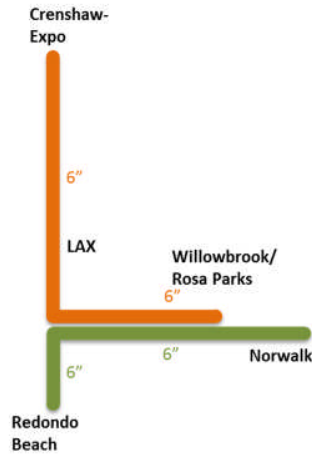 Crenshaw-
Expo
6”
LAX
Willowbrook/
Rosa Parks
6”
6”
Norwalk
6”
Redondo
Beach